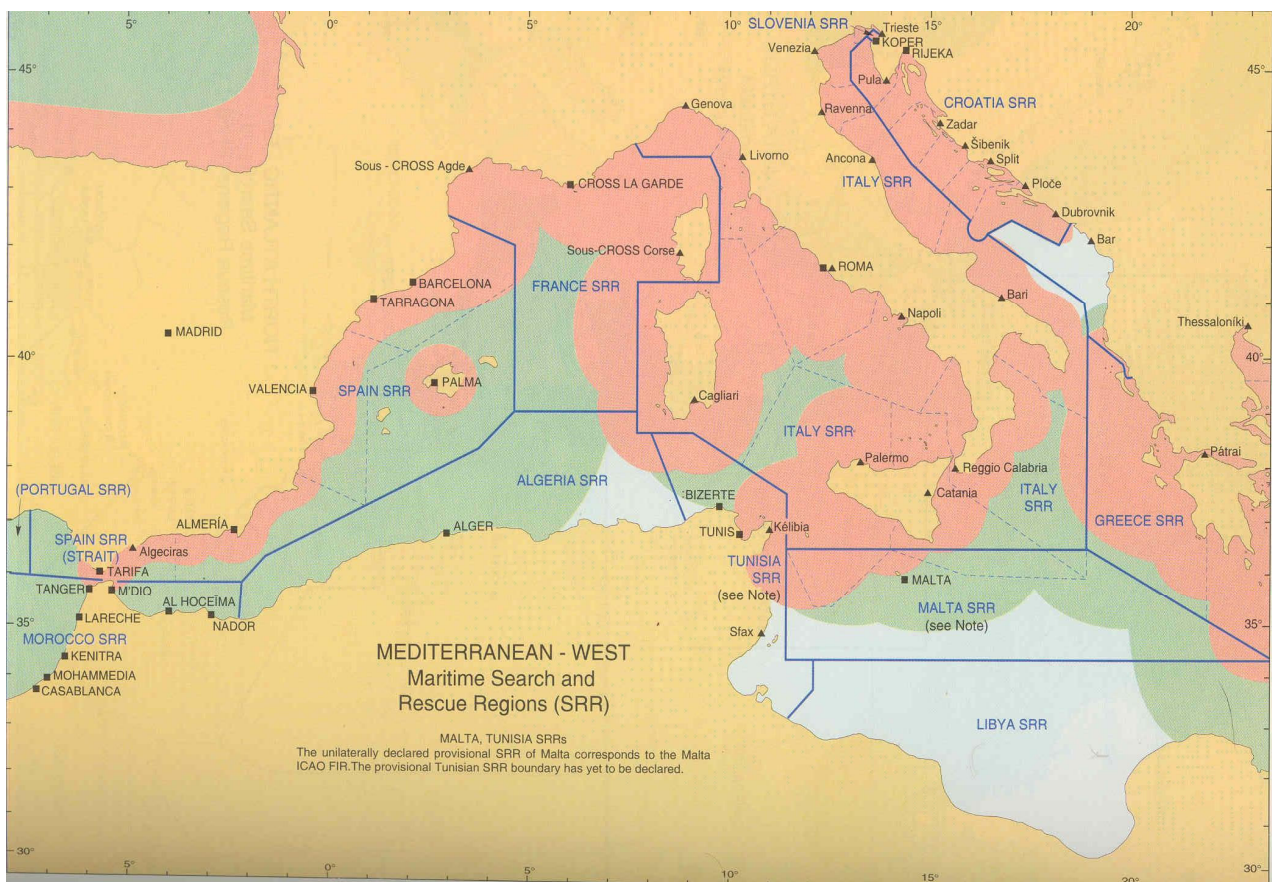 5°
0°
5°
10°
15°
20°
SLOVENIA SRR
Trieste
KOPER
RIJEKA
Venezia
45°
45°
Pula
CROATIA SRR
Genova
Ravenna
Zadar
Šibenik
Split
Livorno
Ancona
Sous - CROSS Agde
CROSS LA GARDE
ITALY SRR
Ploče
Dubrovnik
Bar
Sous-CROSS Corse
ROMA
BARCELONA
FRANCE SRR
TARRAGONA
Bari
Napoli
Thessaloníki
MADRID
40°
40°
PALMA
SPAIN SRR
VALENCIA
Cagliari
ITALY SRR
Palermo
Reggio Calabria
Pátrai
ALGERIA SRR
Catania
ITALY
SRR
BIZERTE
(PORTUGAL SRR)
GREECE SRR
ALMERÍA
ALGER
TUNIS
Kélibia
SPAIN SRR
(STRAIT)
Algeciras
TARIFA
TUNISIA
SRR
(see Note)
MALTA
TANGER
M'DIQ
AL HOCEÏMA
NADOR
MALTA SRR
(see Note)
LARECHE
35°
35°
Sfax
MOROCCO SRR
KENITRA
MOHAMMEDIA
CASABLANCA
MEDITERRANEAN - WEST
Maritime Search and
Rescue Regions (SRR)
LIBYA SRR
MALTA, TUNISIA SRRs
The unilaterally declared provisional SRR of Malta corresponds to the Malta
ICAO FIR.The provisional Tunisian SRR boundary has yet to be declared.
30°
30°
5°
0°
5°
10°
15°
20°